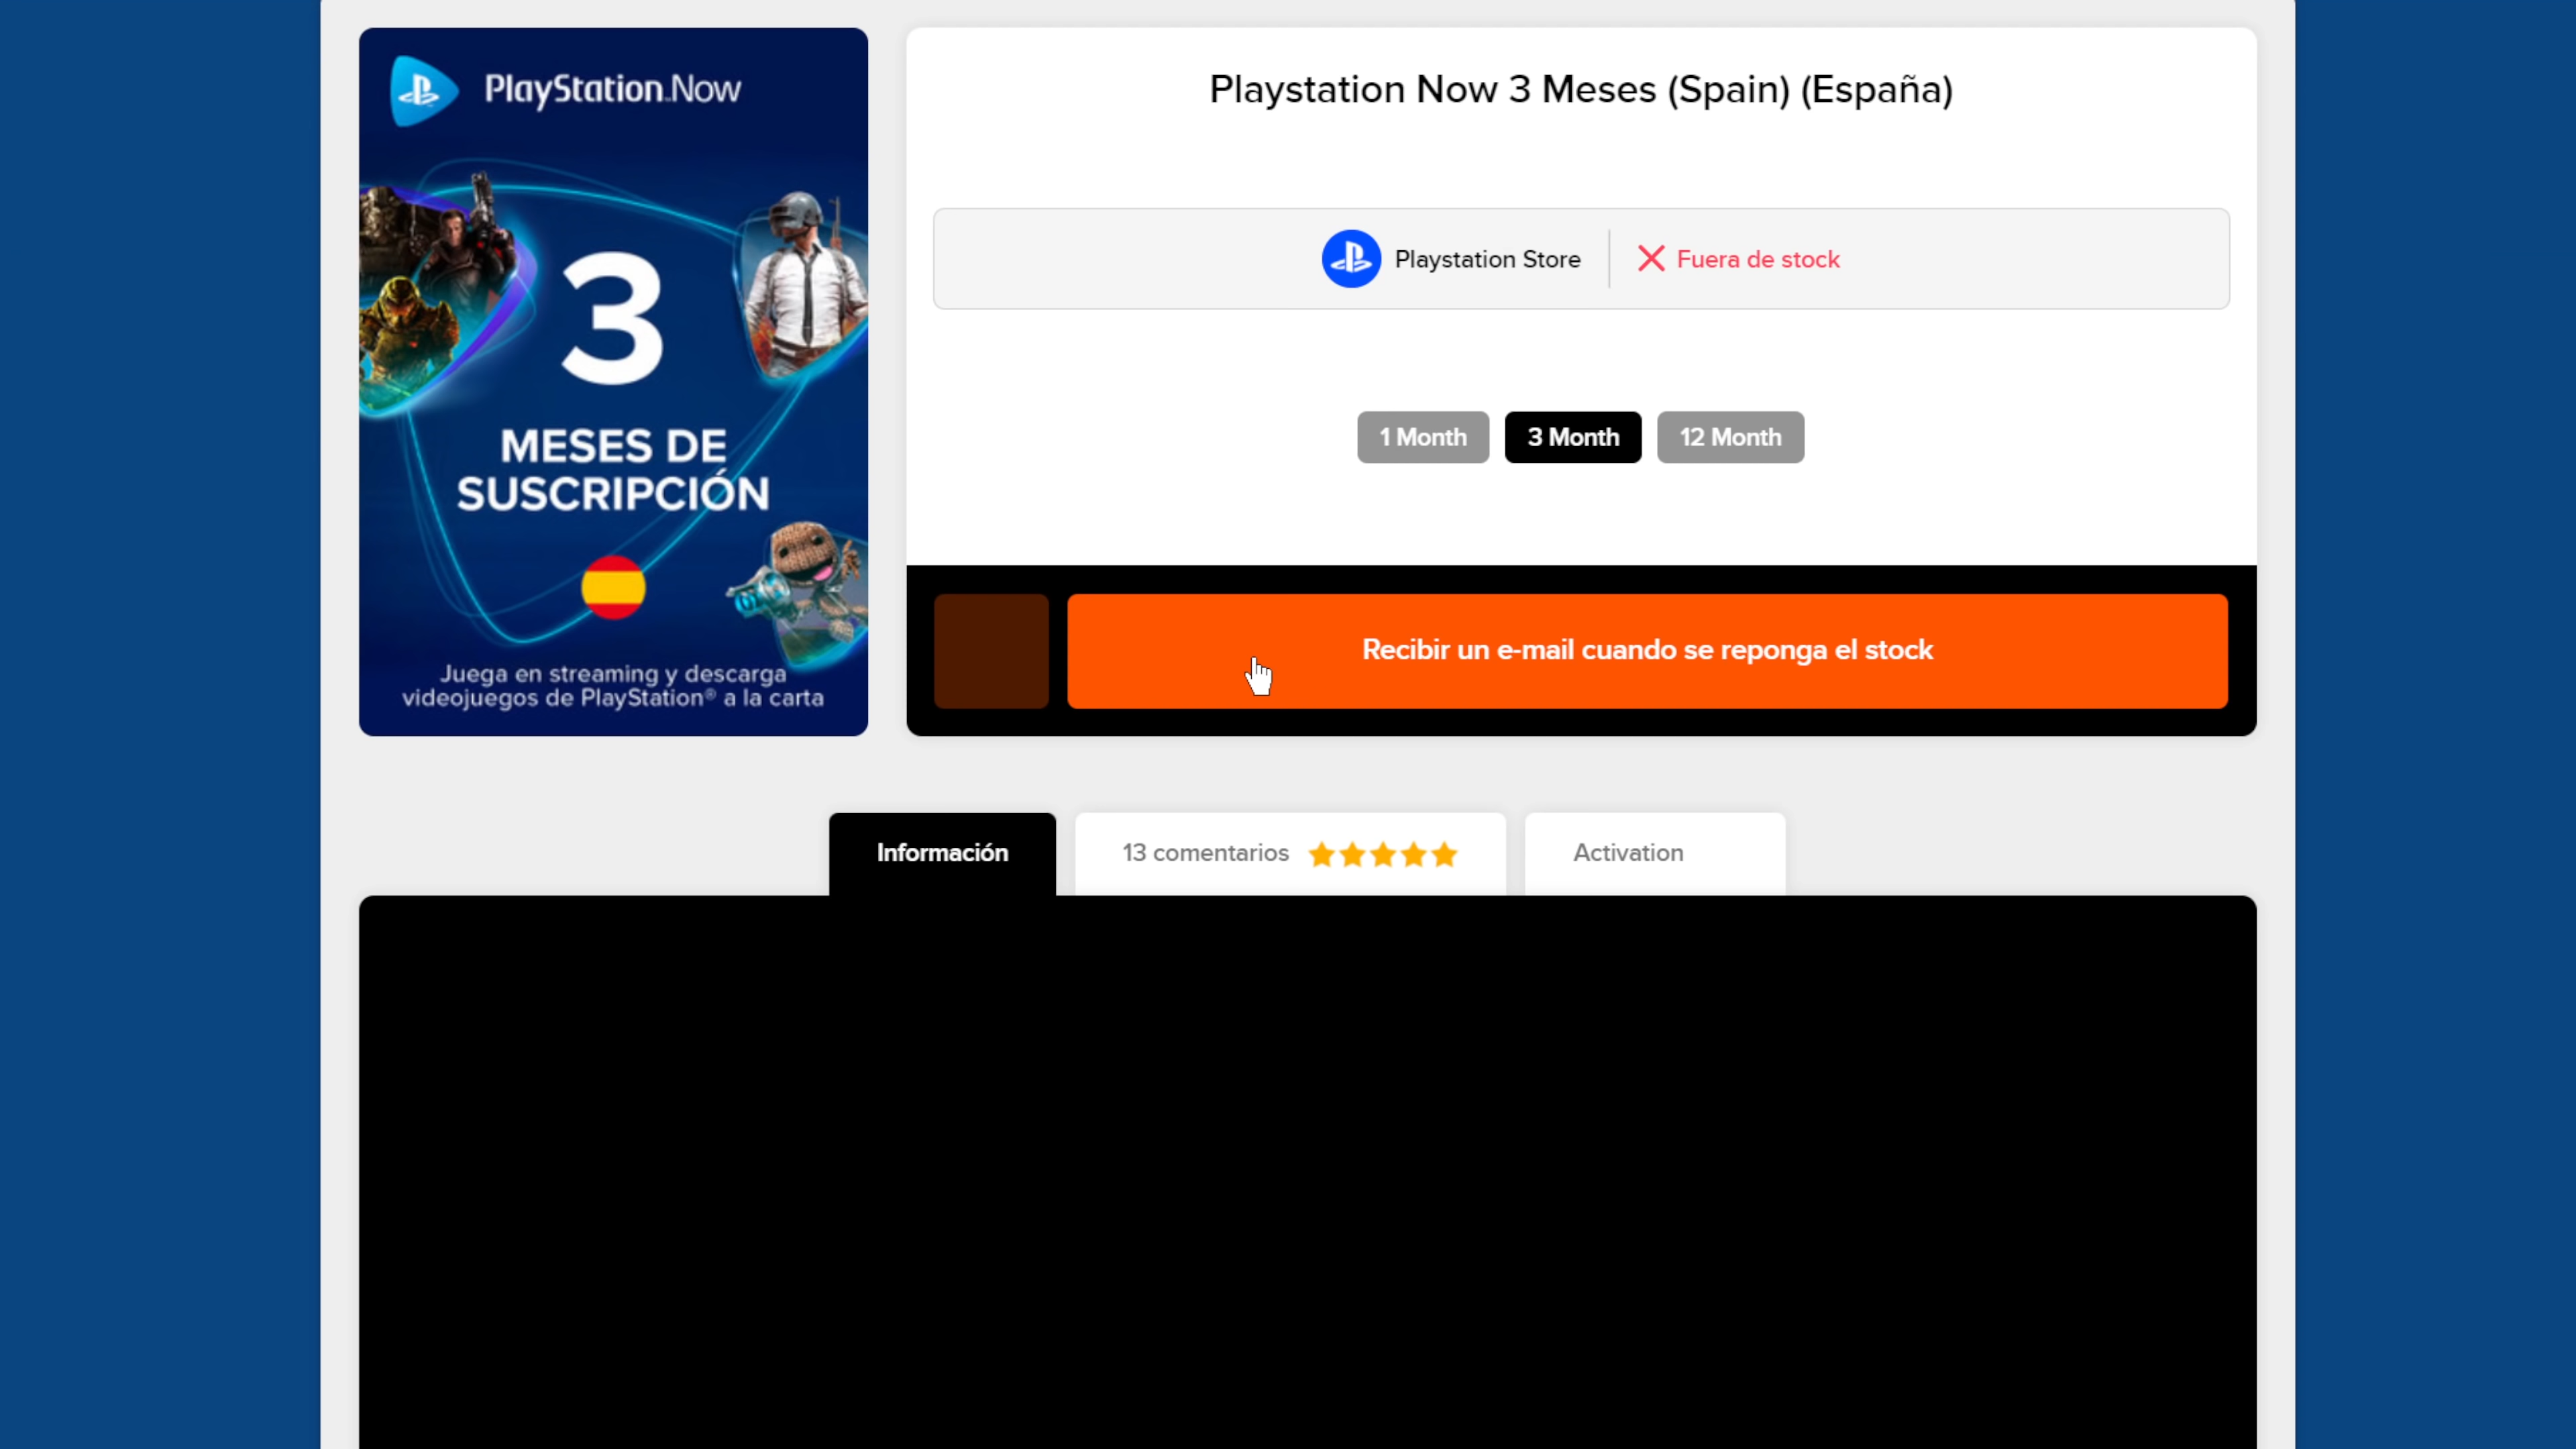 PlayStation.Now
3
MESES DE
SUSCRIPCIÓN
Juega en streaming y descarga
videojuegos de PlayStation® a la carta
Playstation Now 3 Meses (Spain) (España)
Playstation Store
Fuera de stock
1 Month
3 Month
12 Month
Recibir un e-mail cuando se reponga el stock
Información
13 comentarios
Activation